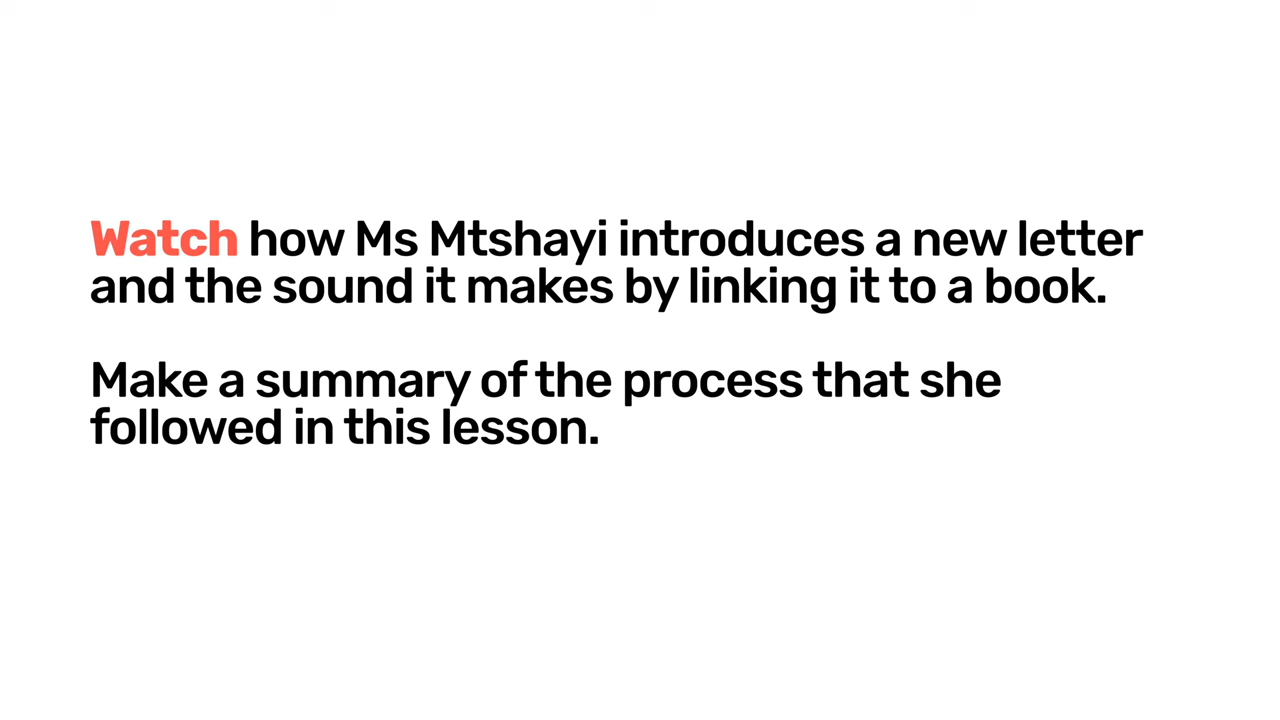 Watch how Ms Mtshayi introduces a new letter
and the sound it makes by linking it to a book.
Make a summary of the process that she
followed in this lesson.